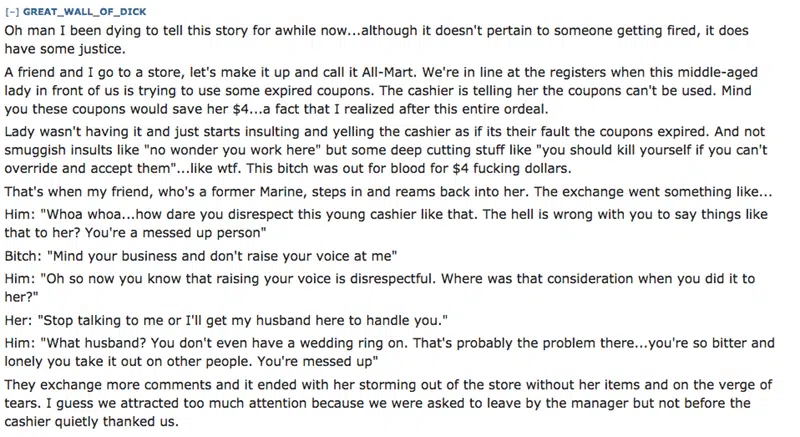 [–] GREAT_WALL_OF_DICK
Oh man I been dying to tell this story for awhile now...although it doesn't pertain to someone getting fired, it does
have some justice.
A friend and I go to a store, let's make it up and call it All-Mart. We're in line at the registers when this middle-aged
lady in front of us is trying to use some expired coupons. The cashier is telling her the coupons can't be used. Mind
you these coupons would save her $4...a fact that I realized after this entire ordeal.
Lady wasn't having it and just starts insulting and yelling the cashier as if its their fault the coupons expired. And not
smuggish insults like "no wonder you work here" but some deep cutting stuff like "you should kill yourself if you can't
override and accept them"...like wtf. This bitch was out for blood for $4 fucking dollars.
That's when my friend, who's a former Marine, steps in and reams back into her. The exchange went something like...
Him: "Whoa whoa...how dare you disrespect this young cashier like that. The hell is wrong with you to say things like
that to her? You're a messed up person"
Bitch: "Mind your business and don't raise your voice at me"
Him: "Oh so now you know that raising your voice is disrespectful. Where was that consideration when you did it to
her?"
Her: "Stop talking to me or I'll get my husband here to handle you."
Him: "What husband? You don't even have a wedding ring on. That's probably the problem there...you're so bitter and
lonely you take it out on other people. You're messed up"
They exchange more comments and it ended with her storming out of the store without her items and on the verge of
tears. I guess we attracted too much attention because we were asked to leave by the manager but not before the
cashier quietly thanked us.